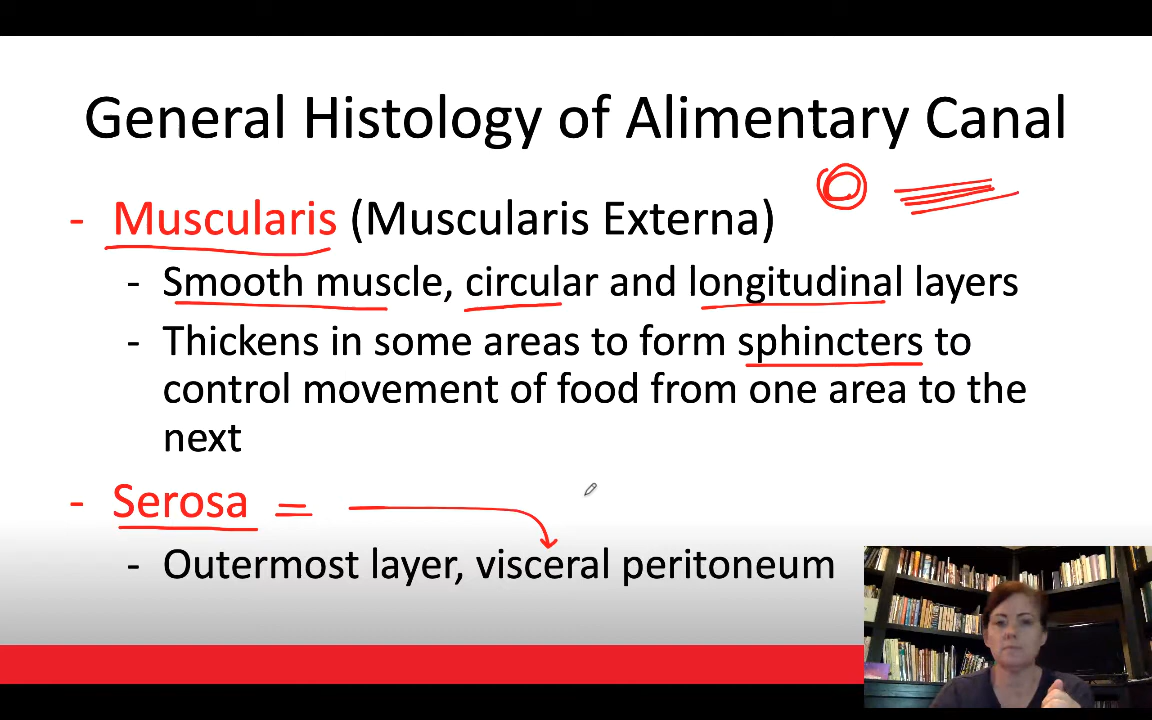 General Histology of Alimentary Canal
- Muscularis (Muscularis Externa)
- Smooth muscle, circular and longitudinal layers
- Thickens in some areas to form sphincters to
control movement of food from one area to the
next
- Serosa =
- Outermost layer, visceral peritoneum